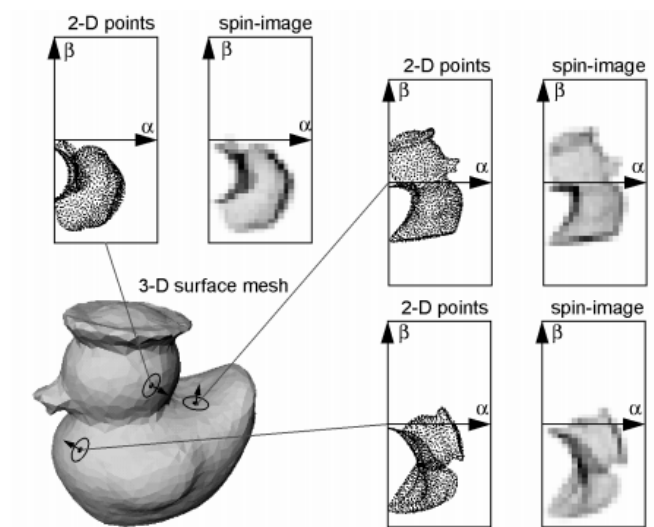 2-D points spin-image
β
α
α
2-D points spin-image
β
α
α
3-D surface mesh
2-D points spin-image
β
α
α